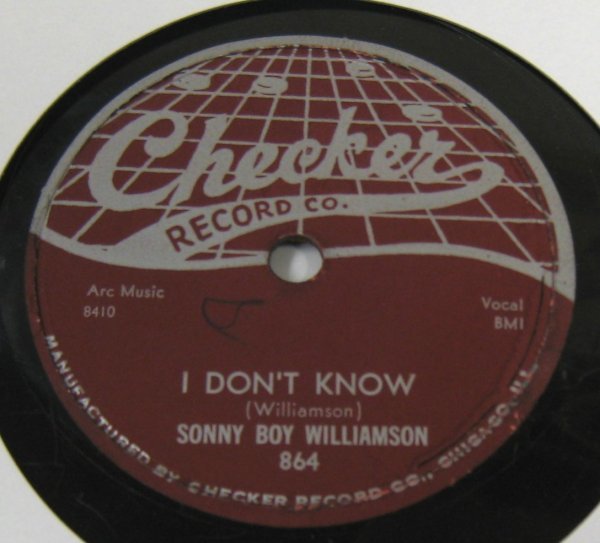 Checker
RECORD CO.
Arc Music
8410
Vocal
BMI
I DON'T KNOW
(Williamson)
SONNY BOY WILLIAMSON
864
MANUFACTURED BY CHECKER RECORD CO., CHICAGO, ILL.